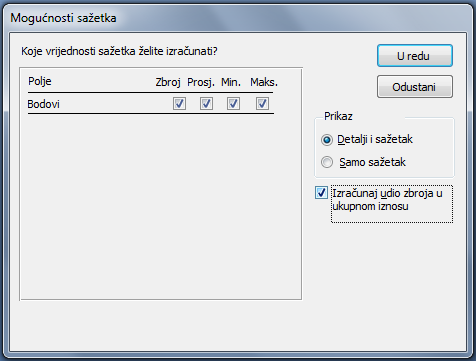 Mogućnosti sažetka
Koje vrijednosti sažetka želite izračunati?
U redu
Odustani
Polje Zbroj Prosj. Min. Maks.
Bodovi
Prikaz
Detalji i sažetak
Samo sažetak
Izračunaj udio zbroja u
ukupnom iznosu